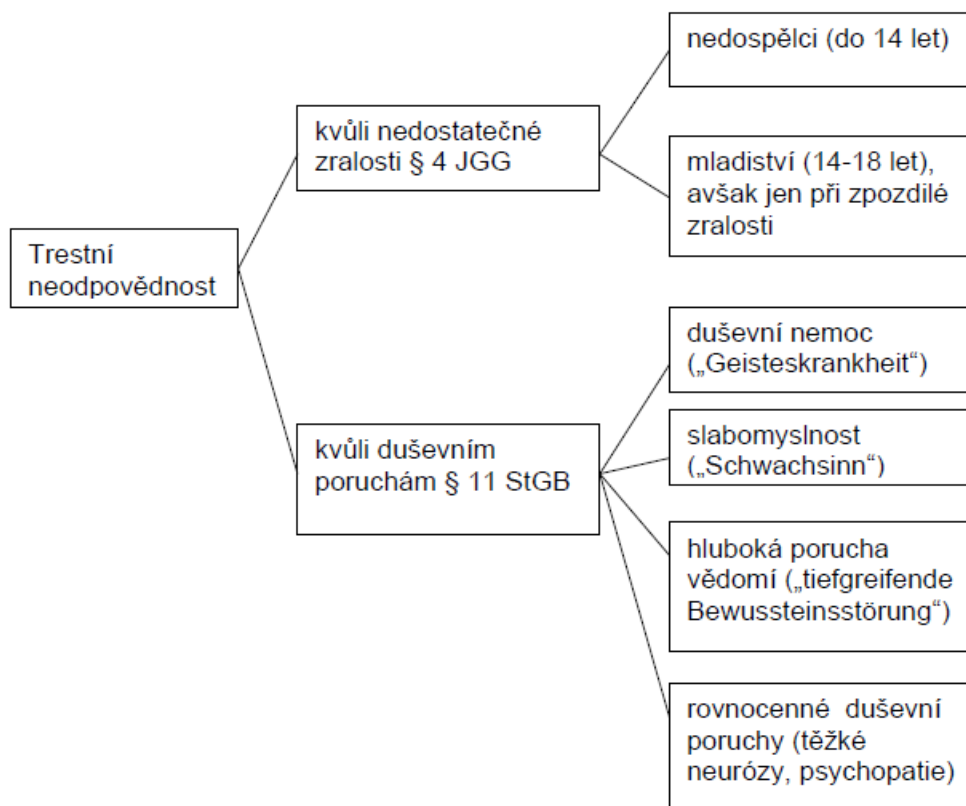 Trestní
neodpovědnost
kvůli nedostatečné
zralosti § 4 JGG
nedospělci (do 14 let)
mladiství (14-18 let),
avšak jen při zpozdilé
zralosti
kvůli duševním
poruchám § 11 StGB
duševní nemoc
(„Geisteskrankheit“)
slabomyslnost
(„Schwachsinn“)
hluboká porucha
vědomí („tiefgreifende
Bewussteinsstörung“)
rovnocenné duševní
poruchy (těžké
neurózy, psychopatie)